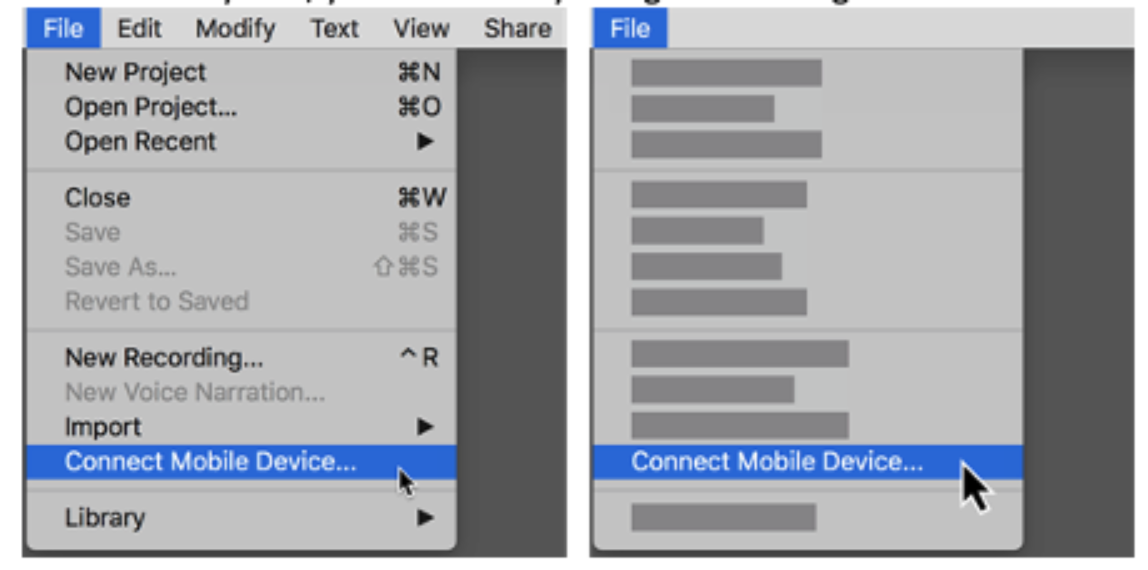 File Edit Modify Text View Share
New Project ⌘N
Open Project... ⌘O
Open Recent ▶
Close ⌘W
Save ⌘S
Save As... ⇧⌘S
Revert to Saved
New Recording... ^R
New Voice Narration...
Import ▶
Connect Mobile Device...
Library ▶
File
Connect Mobile Device...